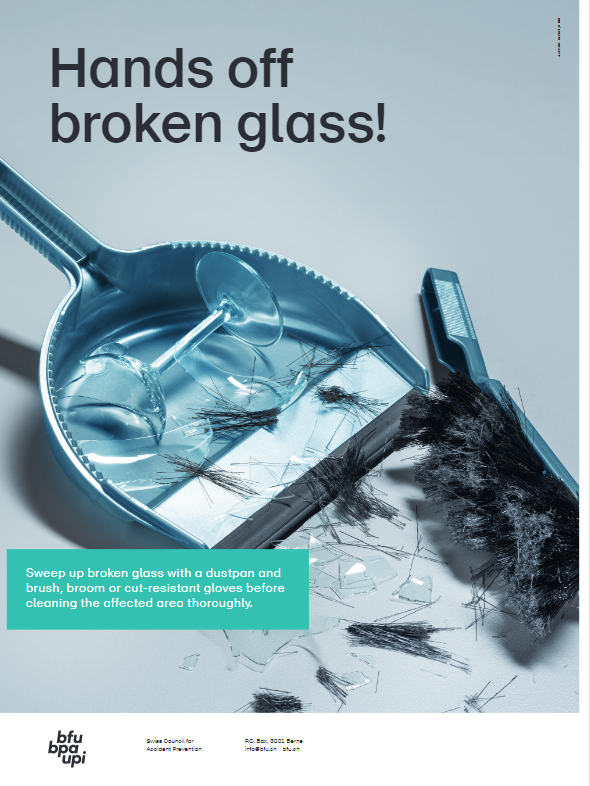 Hands off
broken glass!
Sweep up broken glass with a dustpan and
brush, broom or cut-resistant gloves before
cleaning the affected area thoroughly.
bfu
bpa
upi
Swiss Council for
Accident Prevention
P.O. Box, 3001 Berne
info@bfu.ch bfu.ch